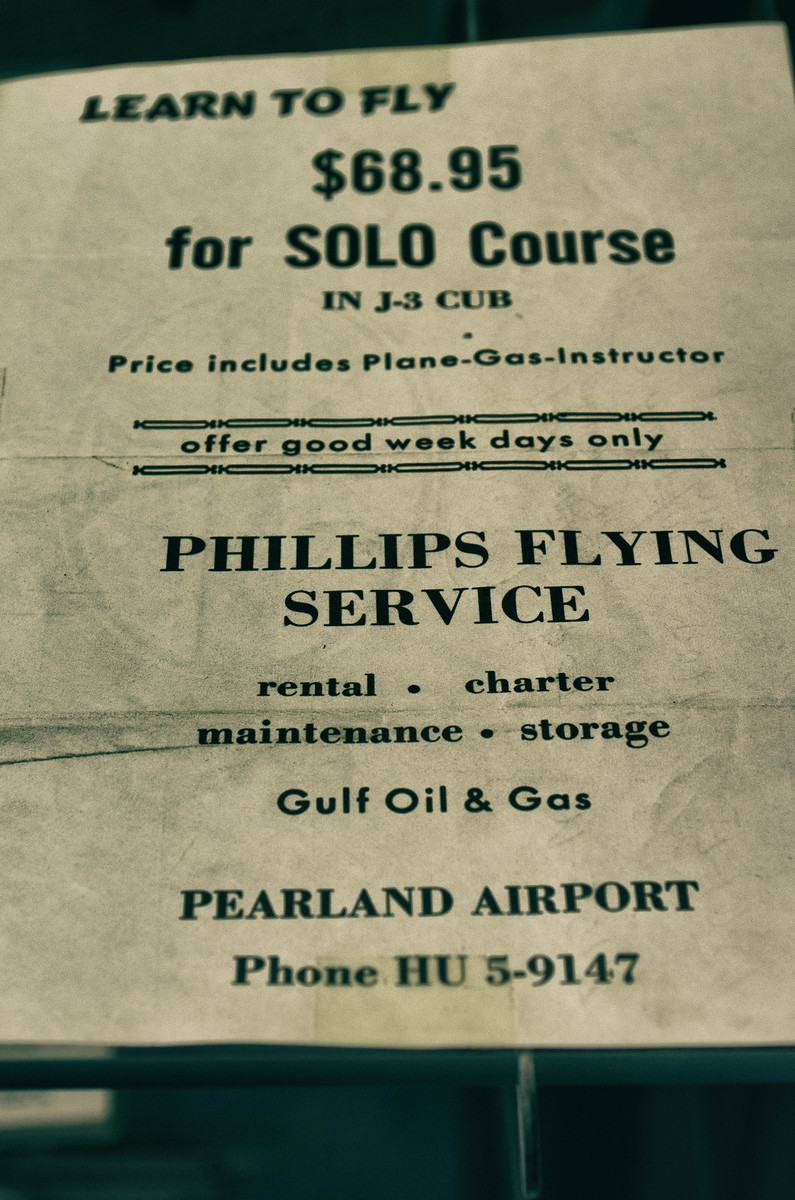 LEARN TO FLY
$68.95
for SOLO Course
IN J-3 CUB
Price includes Plane-Gas-Instructor
offer good week days only
PHILLIPS FLYING
SERVICE
rental • charter
maintenance • storage
Gulf Oil & Gas
PEARLAND AIRPORT
Phone HU 5-9147